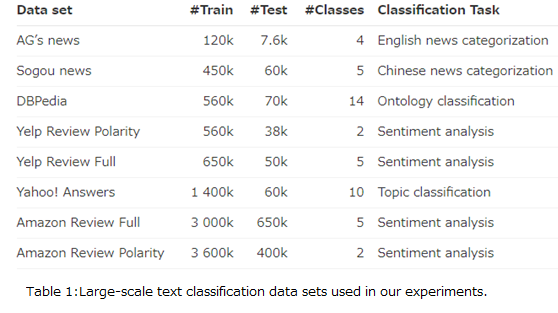 Data set #Train #Test #Classes Classification Task
AG's news 120k 7.6k 4 English news categorization
Sogou news 450k 60k 5 Chinese news categorization
DBPedia 560k 70k 14 Ontology classification
Yelp Review Polarity 560k 38k 2 Sentiment analysis
Yelp Review Full 650k 50k 5 Sentiment analysis
Yahoo! Answers 1 400k 60k 10 Topic classification
Amazon Review Full 3 000k 650k 5 Sentiment analysis
Amazon Review Polarity 3 600k 400k 2 Sentiment analysis
Table 1:Large-scale text classification data sets used in our experiments.